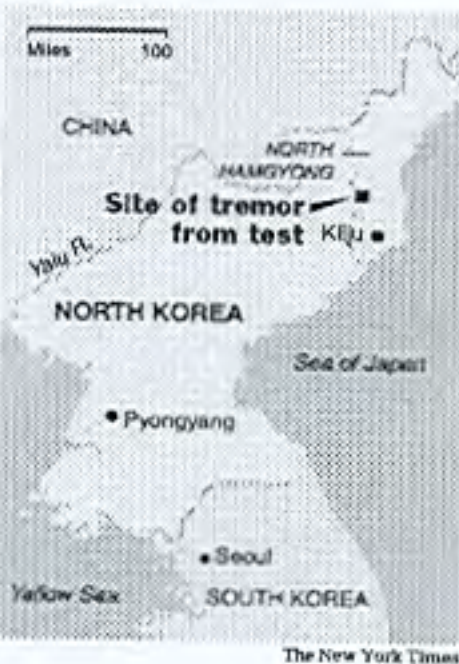 Miles 100
CHINA
NORTH
HAMGYONG
Site of tremor
from test
Kilju
Yalu R.
NORTH KOREA
Sea of Japan
Pyongyang
Seoul
Yellow Sea
SOUTH KOREA
The New York Times